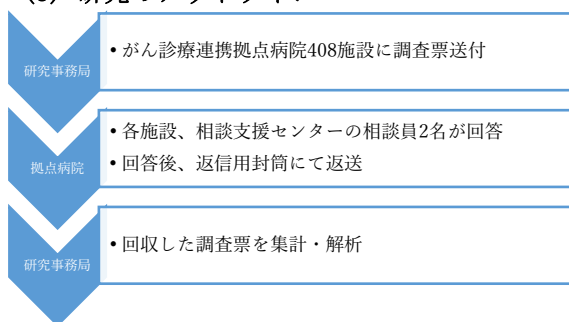 研究事務局
• がん診療連携拠点病院408施設に調査票送付
拠点病院
• 各施設、相談支援センターの相談員2名が回答
• 回答後、返信用封筒にて返送
研究事務局
• 回収した調査票を集計・解析